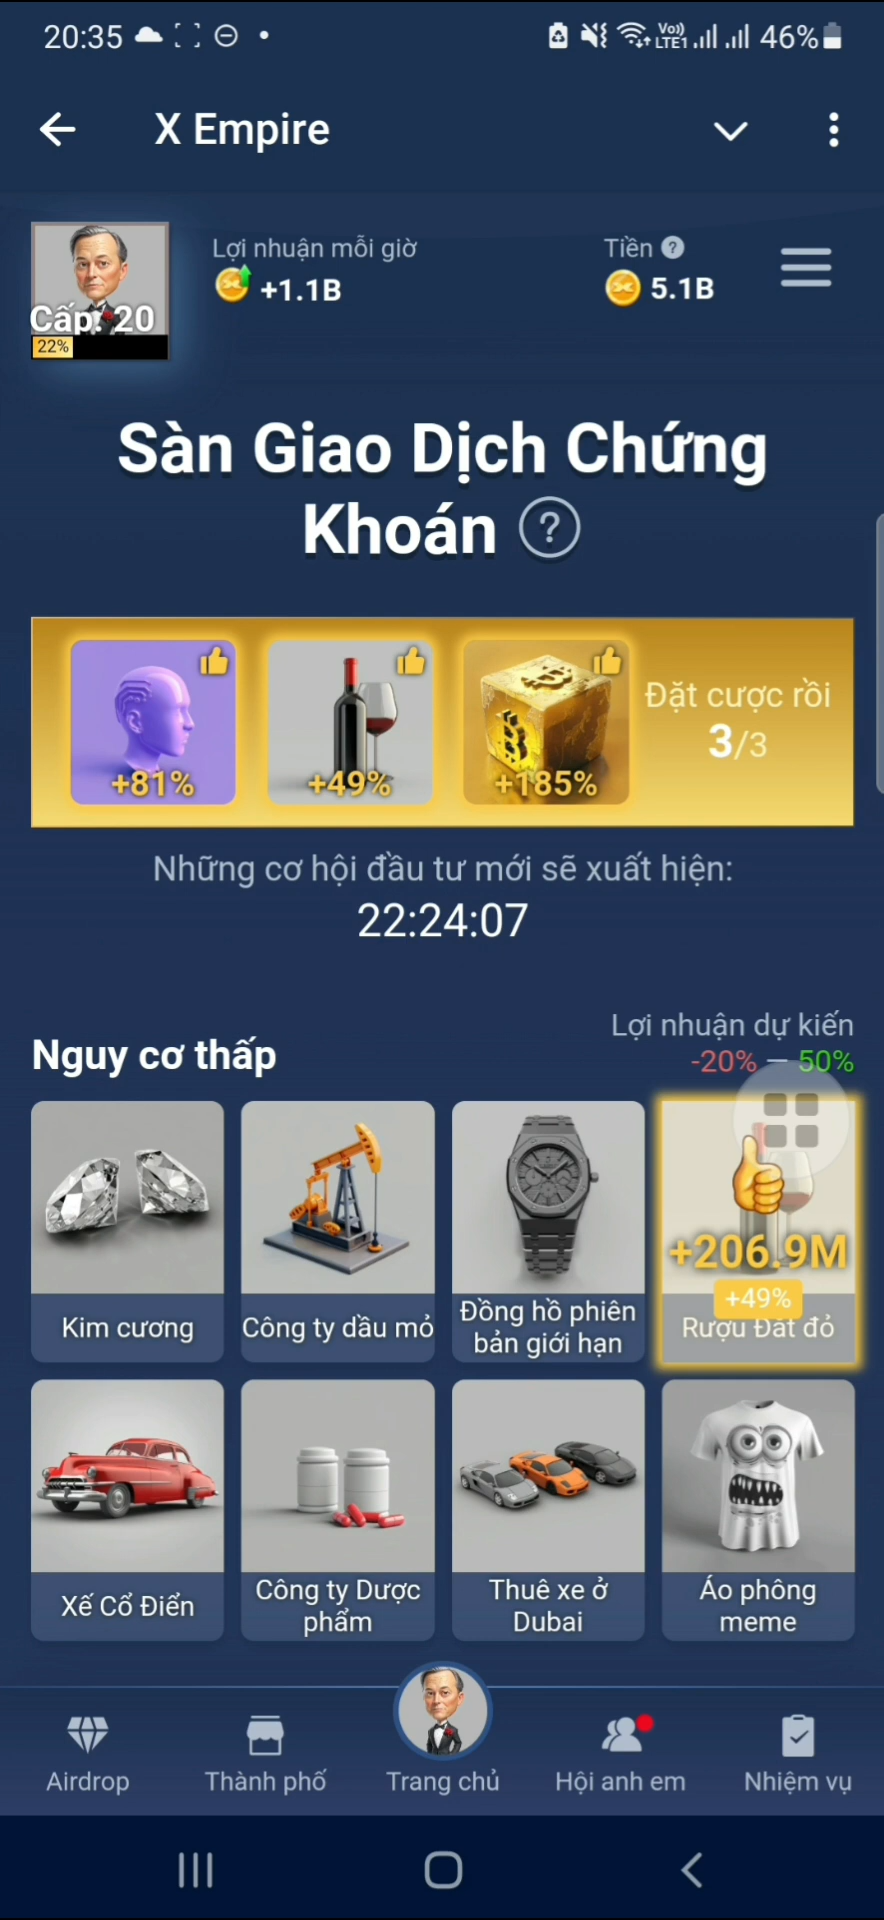 20:35
Vo))
LTE1
46%
X Empire
Cấp: 20
22%
Lợi nhuận mỗi giờ
+1.1B
Tiền ?
5.1B
Sàn Giao Dịch Chứng
Khoán ?
+81%
+49%
+185%
Đặt cược rồi
3/3
Những cơ hội đầu tư mới sẽ xuất hiện:
22:24:07
Nguy cơ thấp
Lợi nhuận dự kiến
-20% — 50%
Kim cương
Công ty dầu mỏ
Đồng hồ phiên
bản giới hạn
+206.9M
+49%
Rượu Đắt đỏ
Xế Cổ Điển
Công ty Dược
phẩm
Thuê xe ở
Dubai
Áo phông
meme
Airdrop
Thành phố
Trang chủ
Hội anh em
Nhiệm vụ